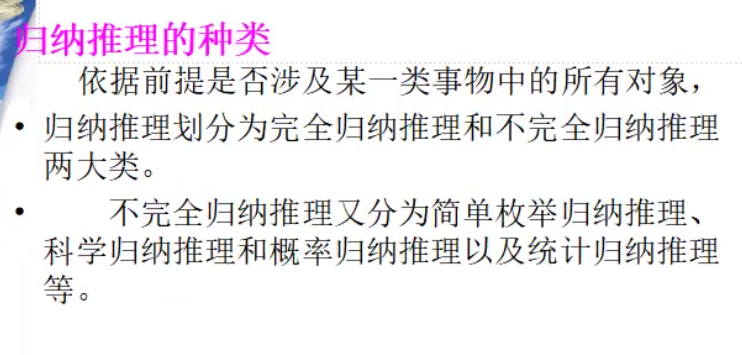 归纳推理的种类
依据前提是否涉及某一类事物中的所有对象，
• 归纳推理划分为完全归纳推理和不完全归纳推理
两大类。
• 不完全归纳推理又分为简单枚举归纳推理、
科学归纳推理和概率归纳推理以及统计归纳推理
等。